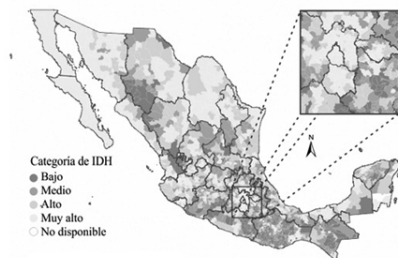 N
Categoría de IDH
Bajo
Medio
Alto
Muy alto
No disponible